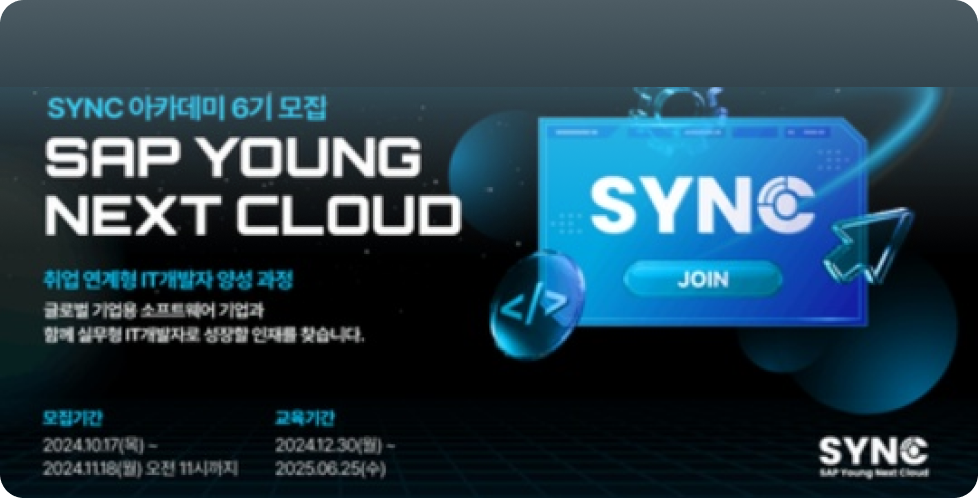 SYNC 아카데미 6기 모집
SAP YOUNG
NEXT CLOUD
취업 연계형 IT개발자 양성 과정
글로벌 기업용 소프트웨어 기업과
함께 실무형 IT개발자로 성장할 인재를 찾습니다.
모집기간
2024.10.17(목) ~
2024.11.18(월) 오전 11시까지
교육기간
2024.12.30(월) ~
2025.06.25(수)
SYNC
JOIN
</>
SYNC
SAP Young Next Cloud